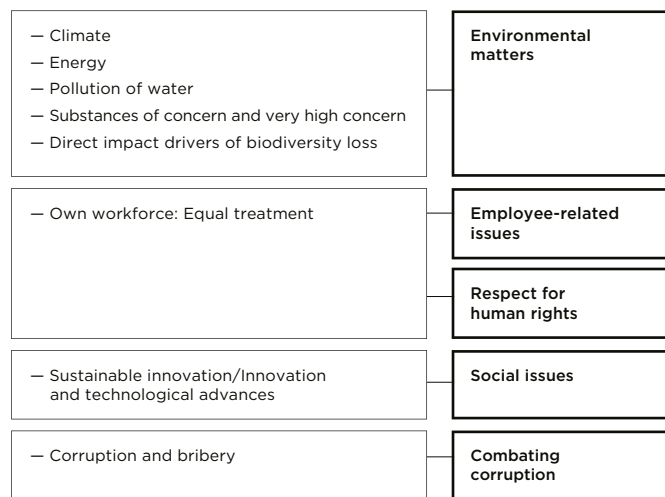 — Climate
— Energy
— Pollution of water
— Substances of concern and very high concern
— Direct impact drivers of biodiversity loss
Environmental
matters
— Own workforce: Equal treatment
Employee-related
issues
Respect for
human rights
— Sustainable innovation/Innovation
and technological advances
Social issues
— Corruption and bribery
Combating
corruption